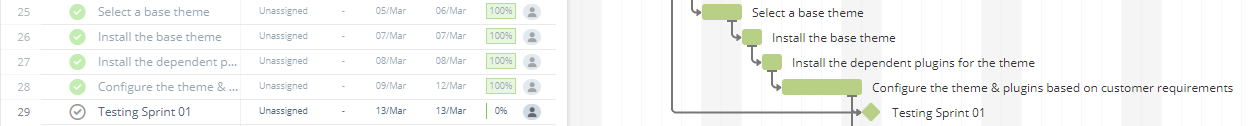 25 Select a base theme Unassigned - 05/Mar 06/Mar 100% Select a base theme
26 Install the base theme Unassigned - 07/Mar 07/Mar 100% Install the base theme
27 Install the dependent p... Unassigned - 08/Mar 08/Mar 100% Install the dependent plugins for the theme
28 Configure the theme & ... Unassigned - 09/Mar 12/Mar 100% Configure the theme & plugins based on customer requirements
29 Testing Sprint 01 Unassigned - 13/Mar 13/Mar 0% Testing Sprint 01